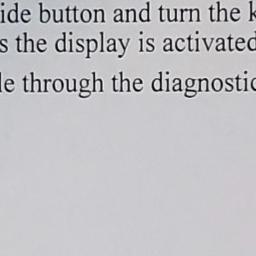 ide button and turn the k
s the display is activated
le through the diagnostic